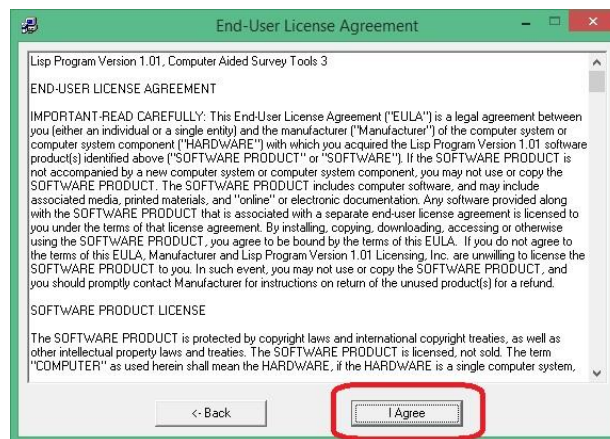 End-User License Agreement
Lisp Program Version 1.01, Computer Aided Survey Tools 3
END-USER LICENSE AGREEMENT
IMPORTANT-READ CAREFULLY: This End-User License Agreement ("EULA") is a legal agreement between
you (either an individual or a single entity) and the manufacturer ("Manufacturer") of the computer system or
computer system component ("HARDWARE") with which you acquired the Lisp Program Version 1.01 software
product(s) identified above ("SOFTWARE PRODUCT" or "SOFTWARE"). If the SOFTWARE PRODUCT is
not accompanied by a new computer system or computer system component, you may not use or copy the
SOFTWARE PRODUCT. The SOFTWARE PRODUCT includes computer software, and may include
associated media, printed materials, and "online" or electronic documentation. Any software provided along
with the SOFTWARE PRODUCT that is associated with a separate end-user license agreement is licensed to
you under the terms of that license agreement. By installing, copying, downloading, accessing or otherwise
using the SOFTWARE PRODUCT, you agree to be bound by the terms of this EULA. If you do not agree to
the terms of this EULA, Manufacturer and Lisp Program Version 1.01 Licensing, Inc. are unwilling to license the
SOFTWARE PRODUCT to you. In such event, you may not use or copy the SOFTWARE PRODUCT, and
you should promptly contact Manufacturer for instructions on return of the unused product(s) for a refund.
SOFTWARE PRODUCT LICENSE
The SOFTWARE PRODUCT is protected by copyright laws and international copyright treaties, as well as
other intellectual property laws and treaties. The SOFTWARE PRODUCT is licensed, not sold. The term
"COMPUTER" as used herein shall mean the HARDWARE, if the HARDWARE is a single computer system,
<- Back
I Agree